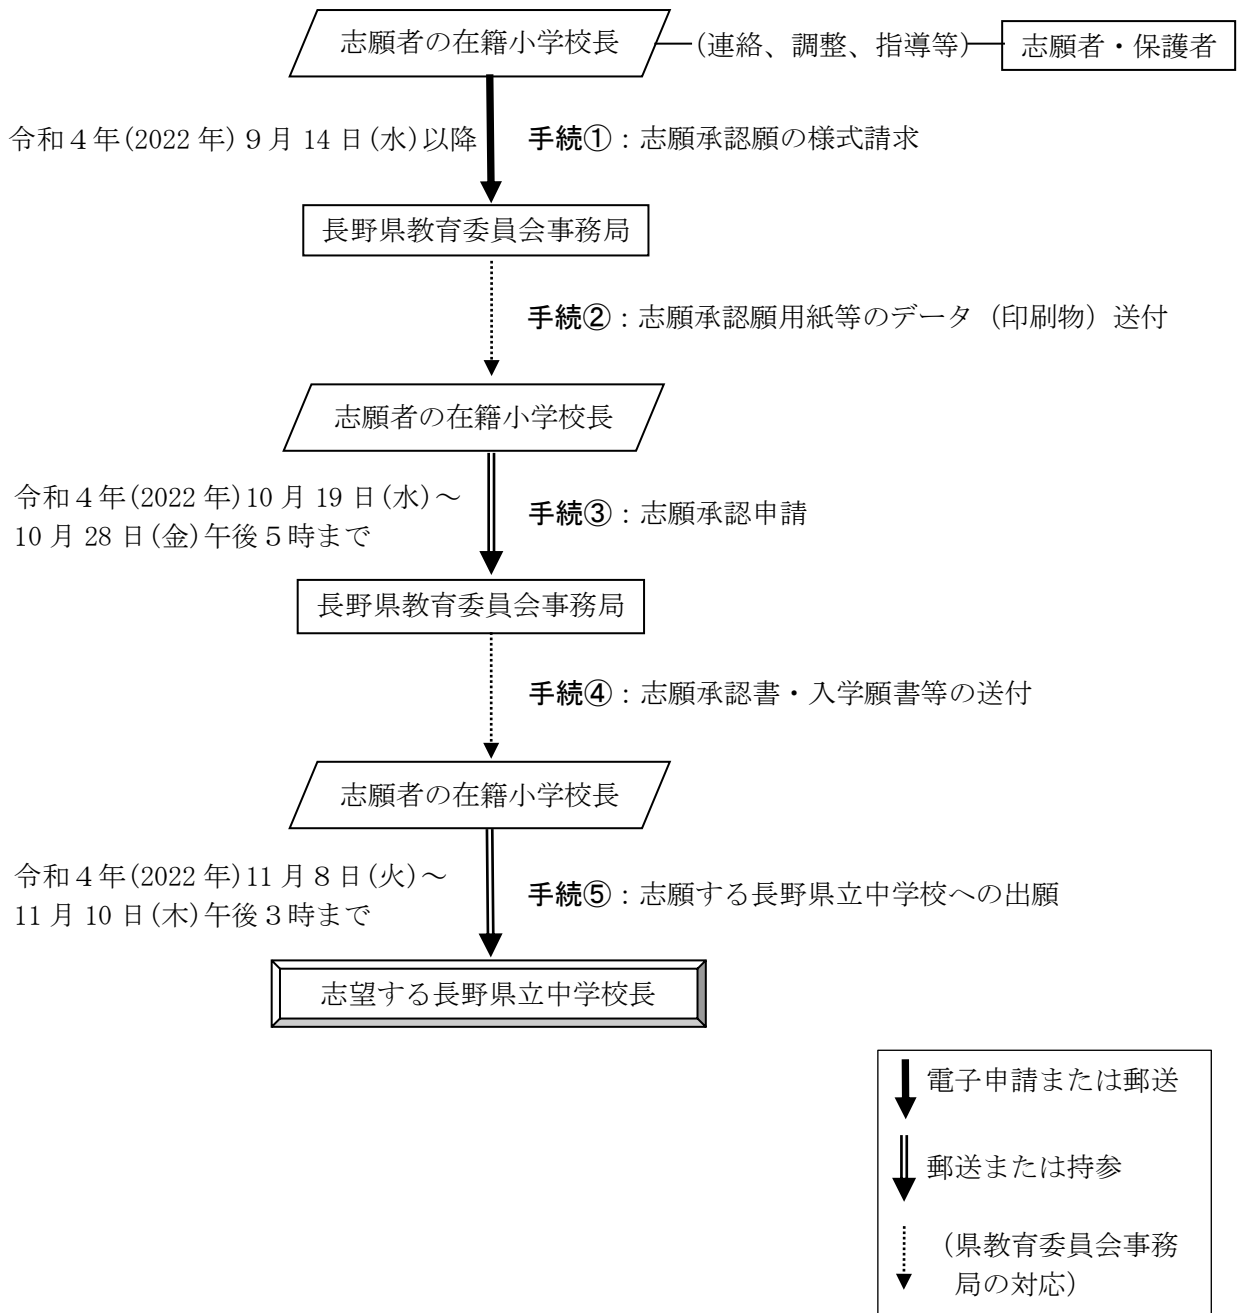 志願者の在籍小学校長
(連絡、調整、指導等)
志願者・保護者
令和４年(2022 年)９月 14 日(水)以降
手続①：志願承認願の様式請求
長野県教育委員会事務局
手続②：志願承認願用紙等のデータ（印刷物）送付
志願者の在籍小学校長
令和４年(2022 年)10 月 19 日(水)～
10 月 28 日(金)午後５時まで
手続③：志願承認申請
長野県教育委員会事務局
手続④：志願承認書・入学願書等の送付
志願者の在籍小学校長
令和４年(2022 年)11 月８日(火)～
11 月 10 日(木)午後３時まで
手続⑤：志願する長野県立中学校への出願
志望する長野県立中学校長
電子申請または郵送
郵送または持参
（県教育委員会事務
局の対応）